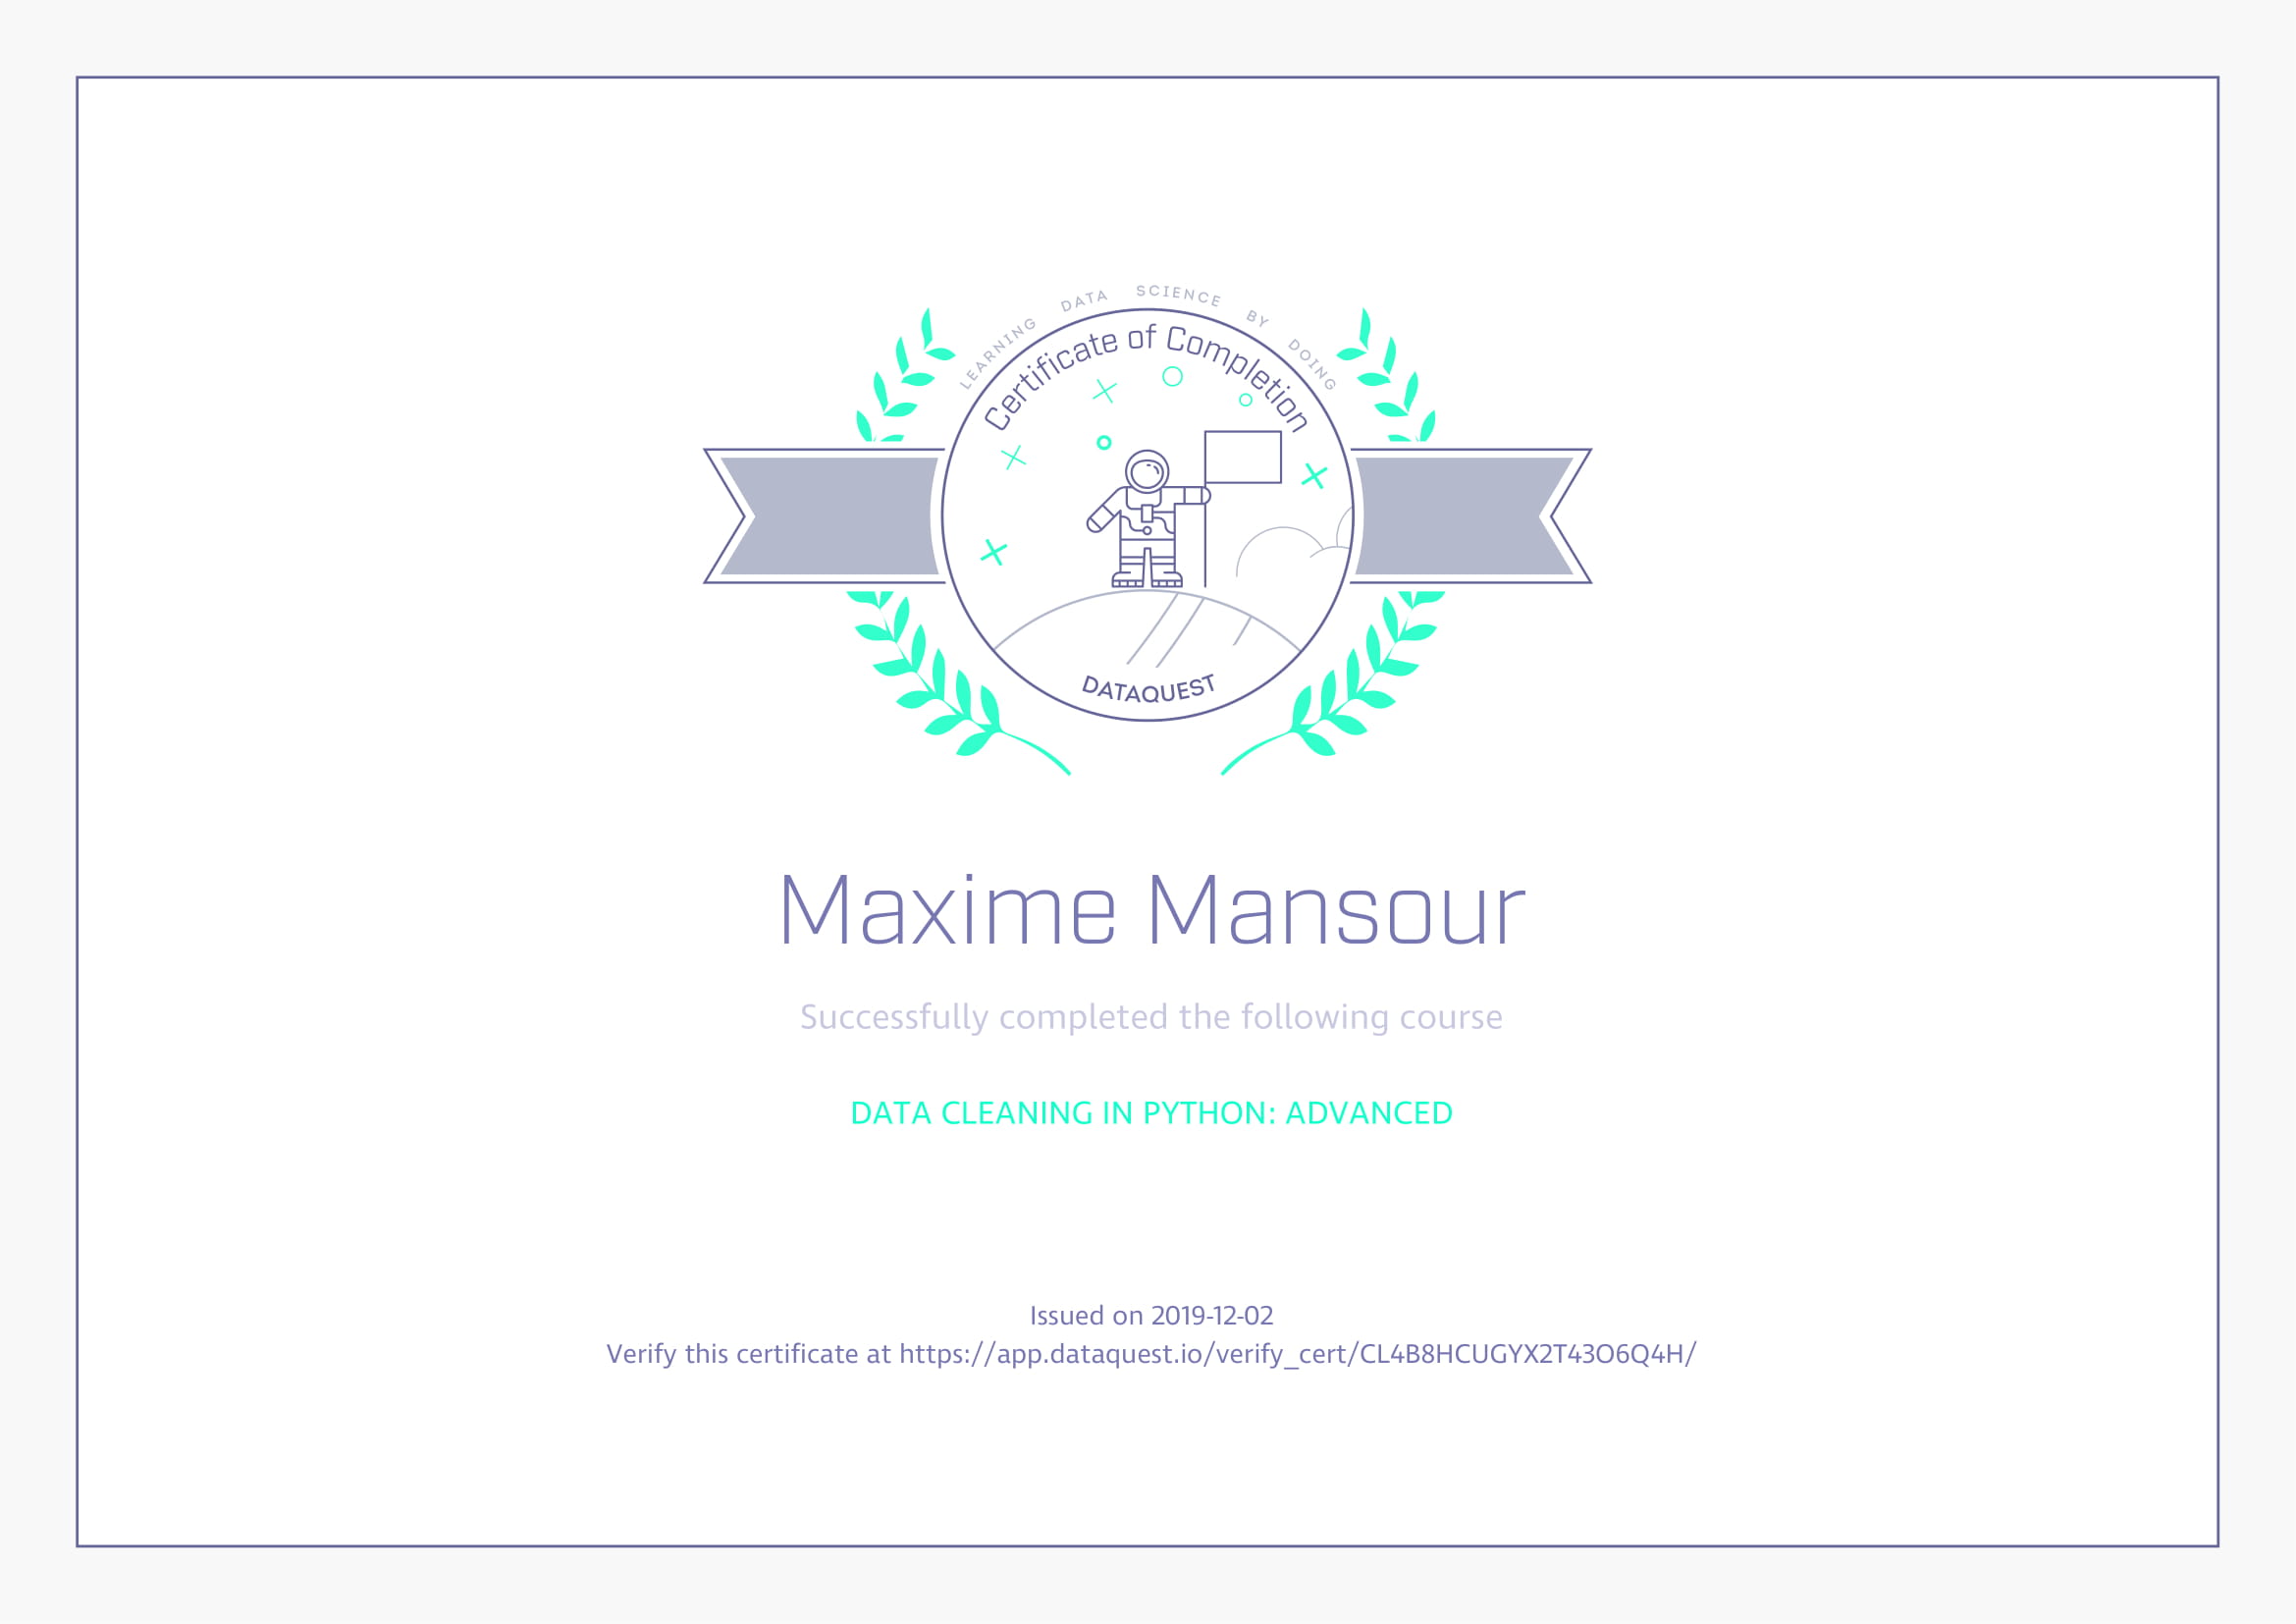 LEARNING DATA SCIENCE BY DOING
Certificate of Completion
DATAQUEST
Maxime Mansour
Successfully completed the following course
DATA CLEANING IN PYTHON: ADVANCED
Issued on 2019-12-02
Verify this certificate at https://app.dataquest.io/verify_cert/CL4B8HCUGYX2T43O6Q4H/